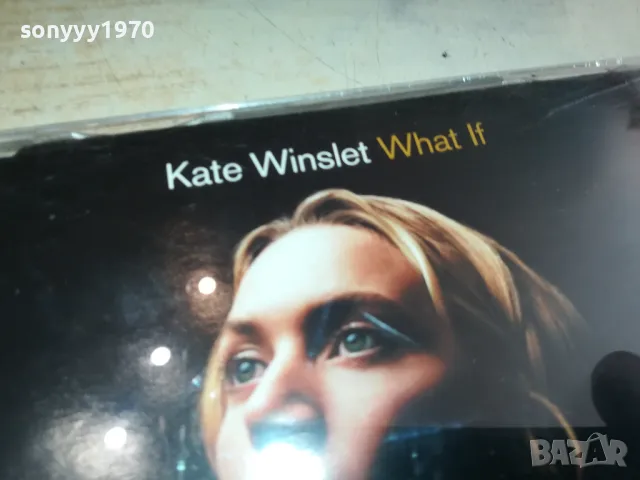 sonyyy1970
Kate Winslet What If
BAZAR